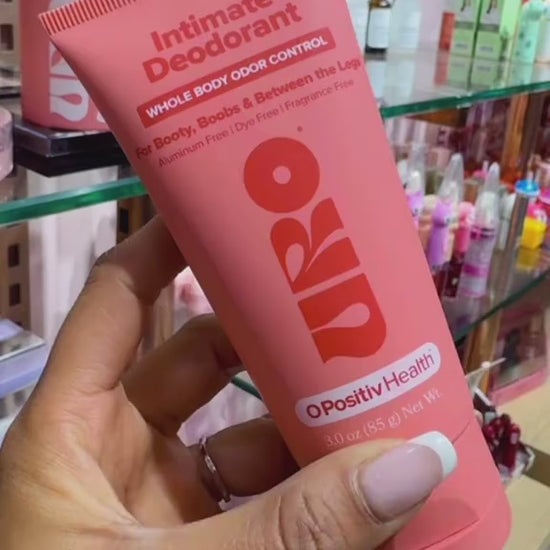 Intimate
Deodorant
WHOLE BODY ODOR CONTROL
For Booty, Boobs & Between the Legs
Aluminum Free | Dye Free | Fragrance Free
URO
O Positiv Health
3.0 oz (85 g) Net Wt.